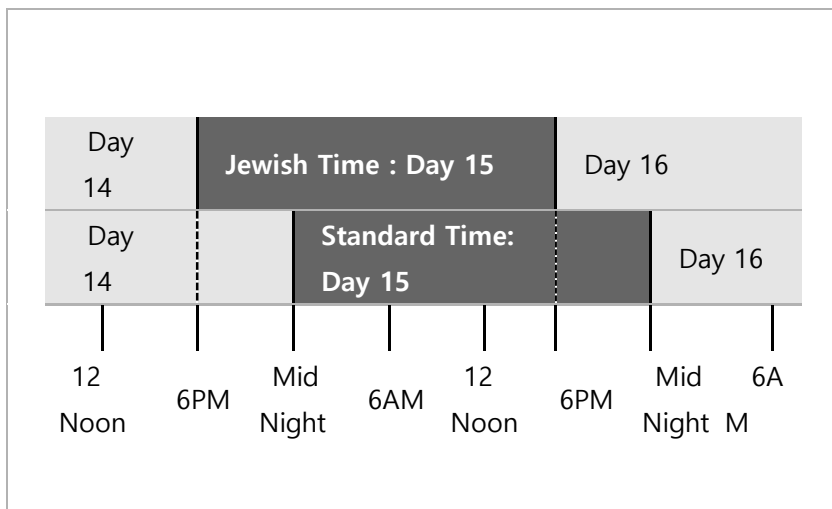 Day
14
Jewish Time : Day 15
Day 16
Day
14
Standard Time:
Day 15
Day 16
12
Noon
6PM
Mid
Night
6AM
12
Noon
6PM
Mid
Night
6A
M